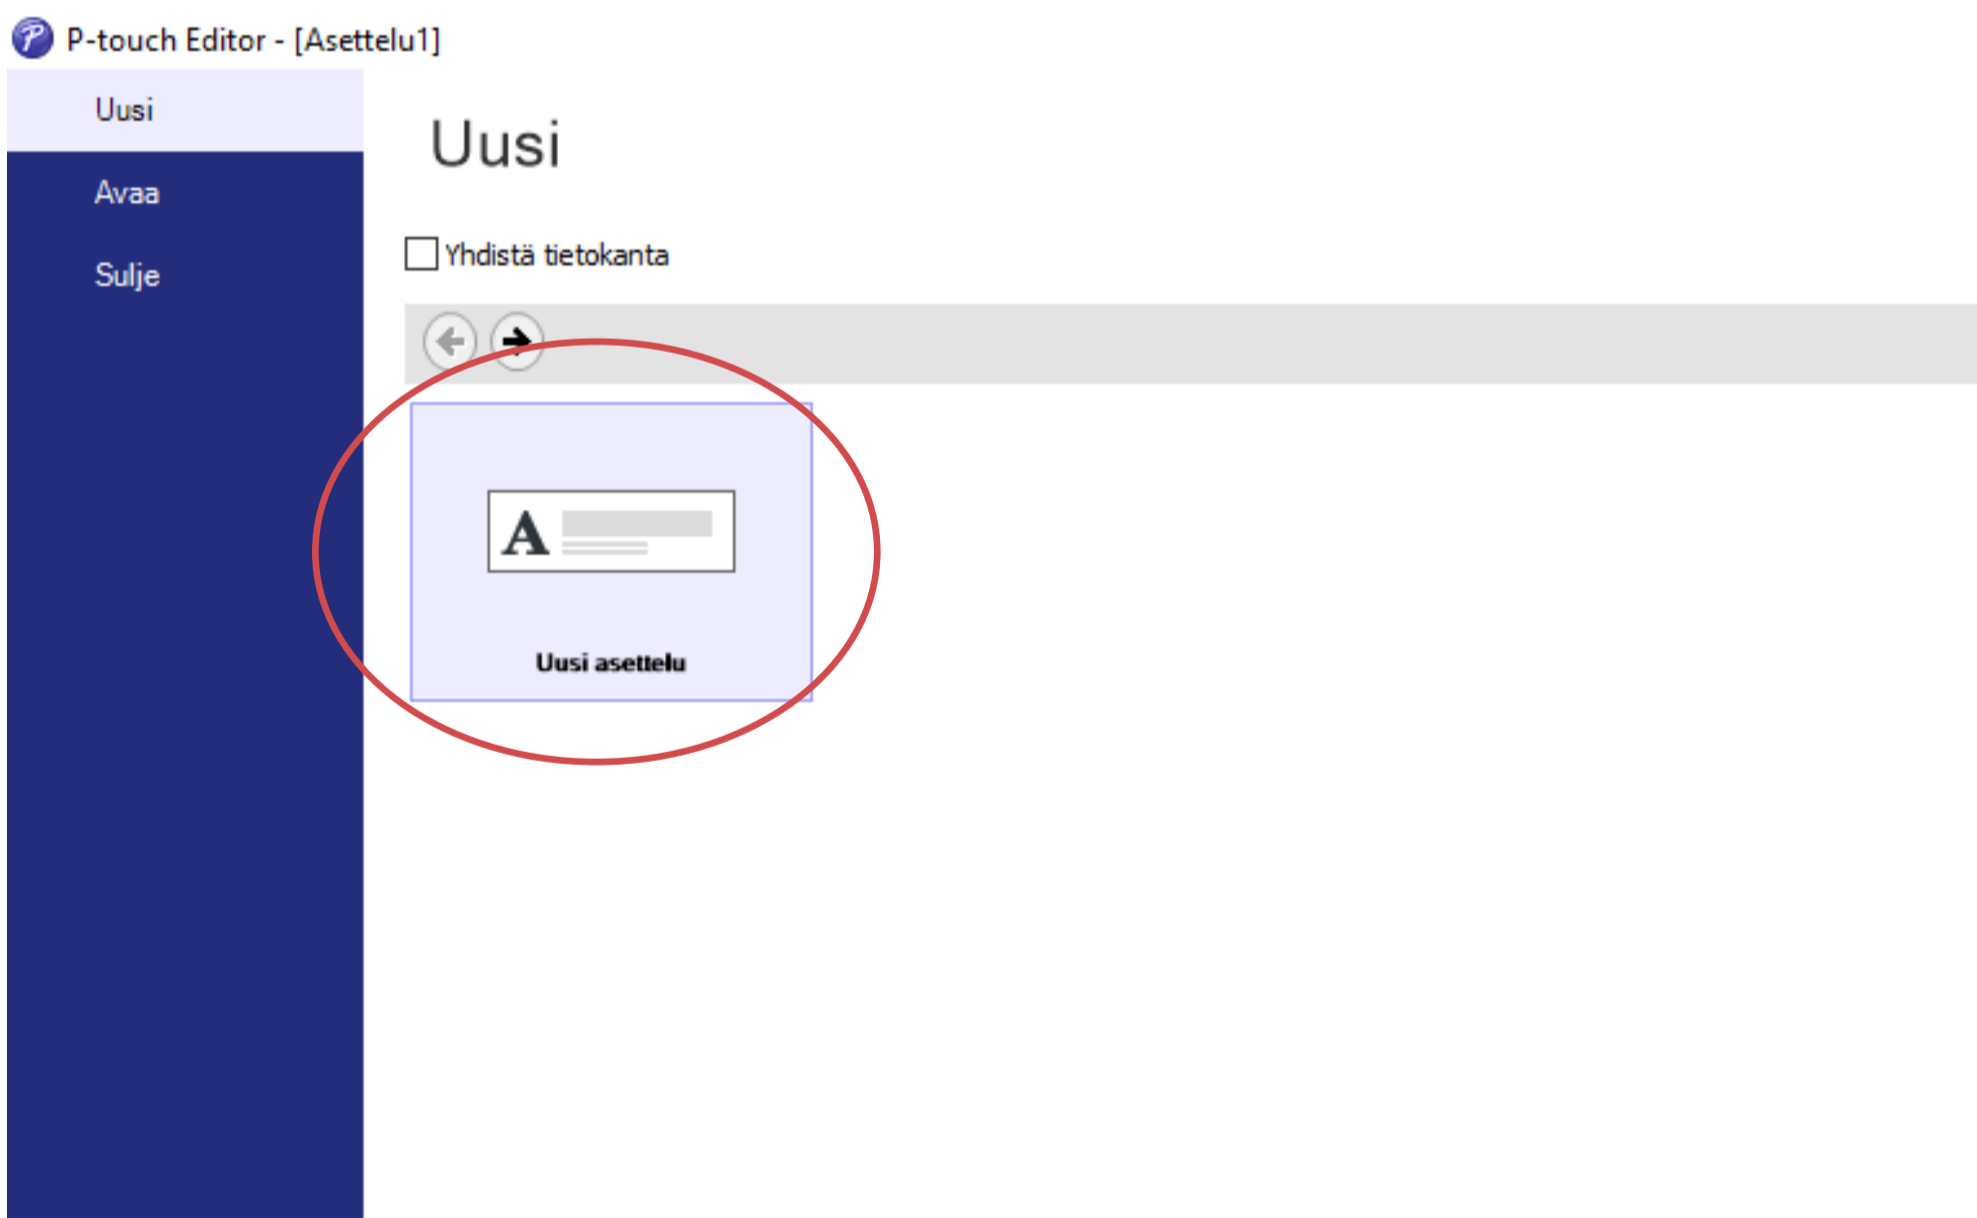 P-touch Editor - [Asettelu1]
Uusi
Avaa
Sulje
Uusi
Yhdistä tietokanta
A
Uusi asettelu